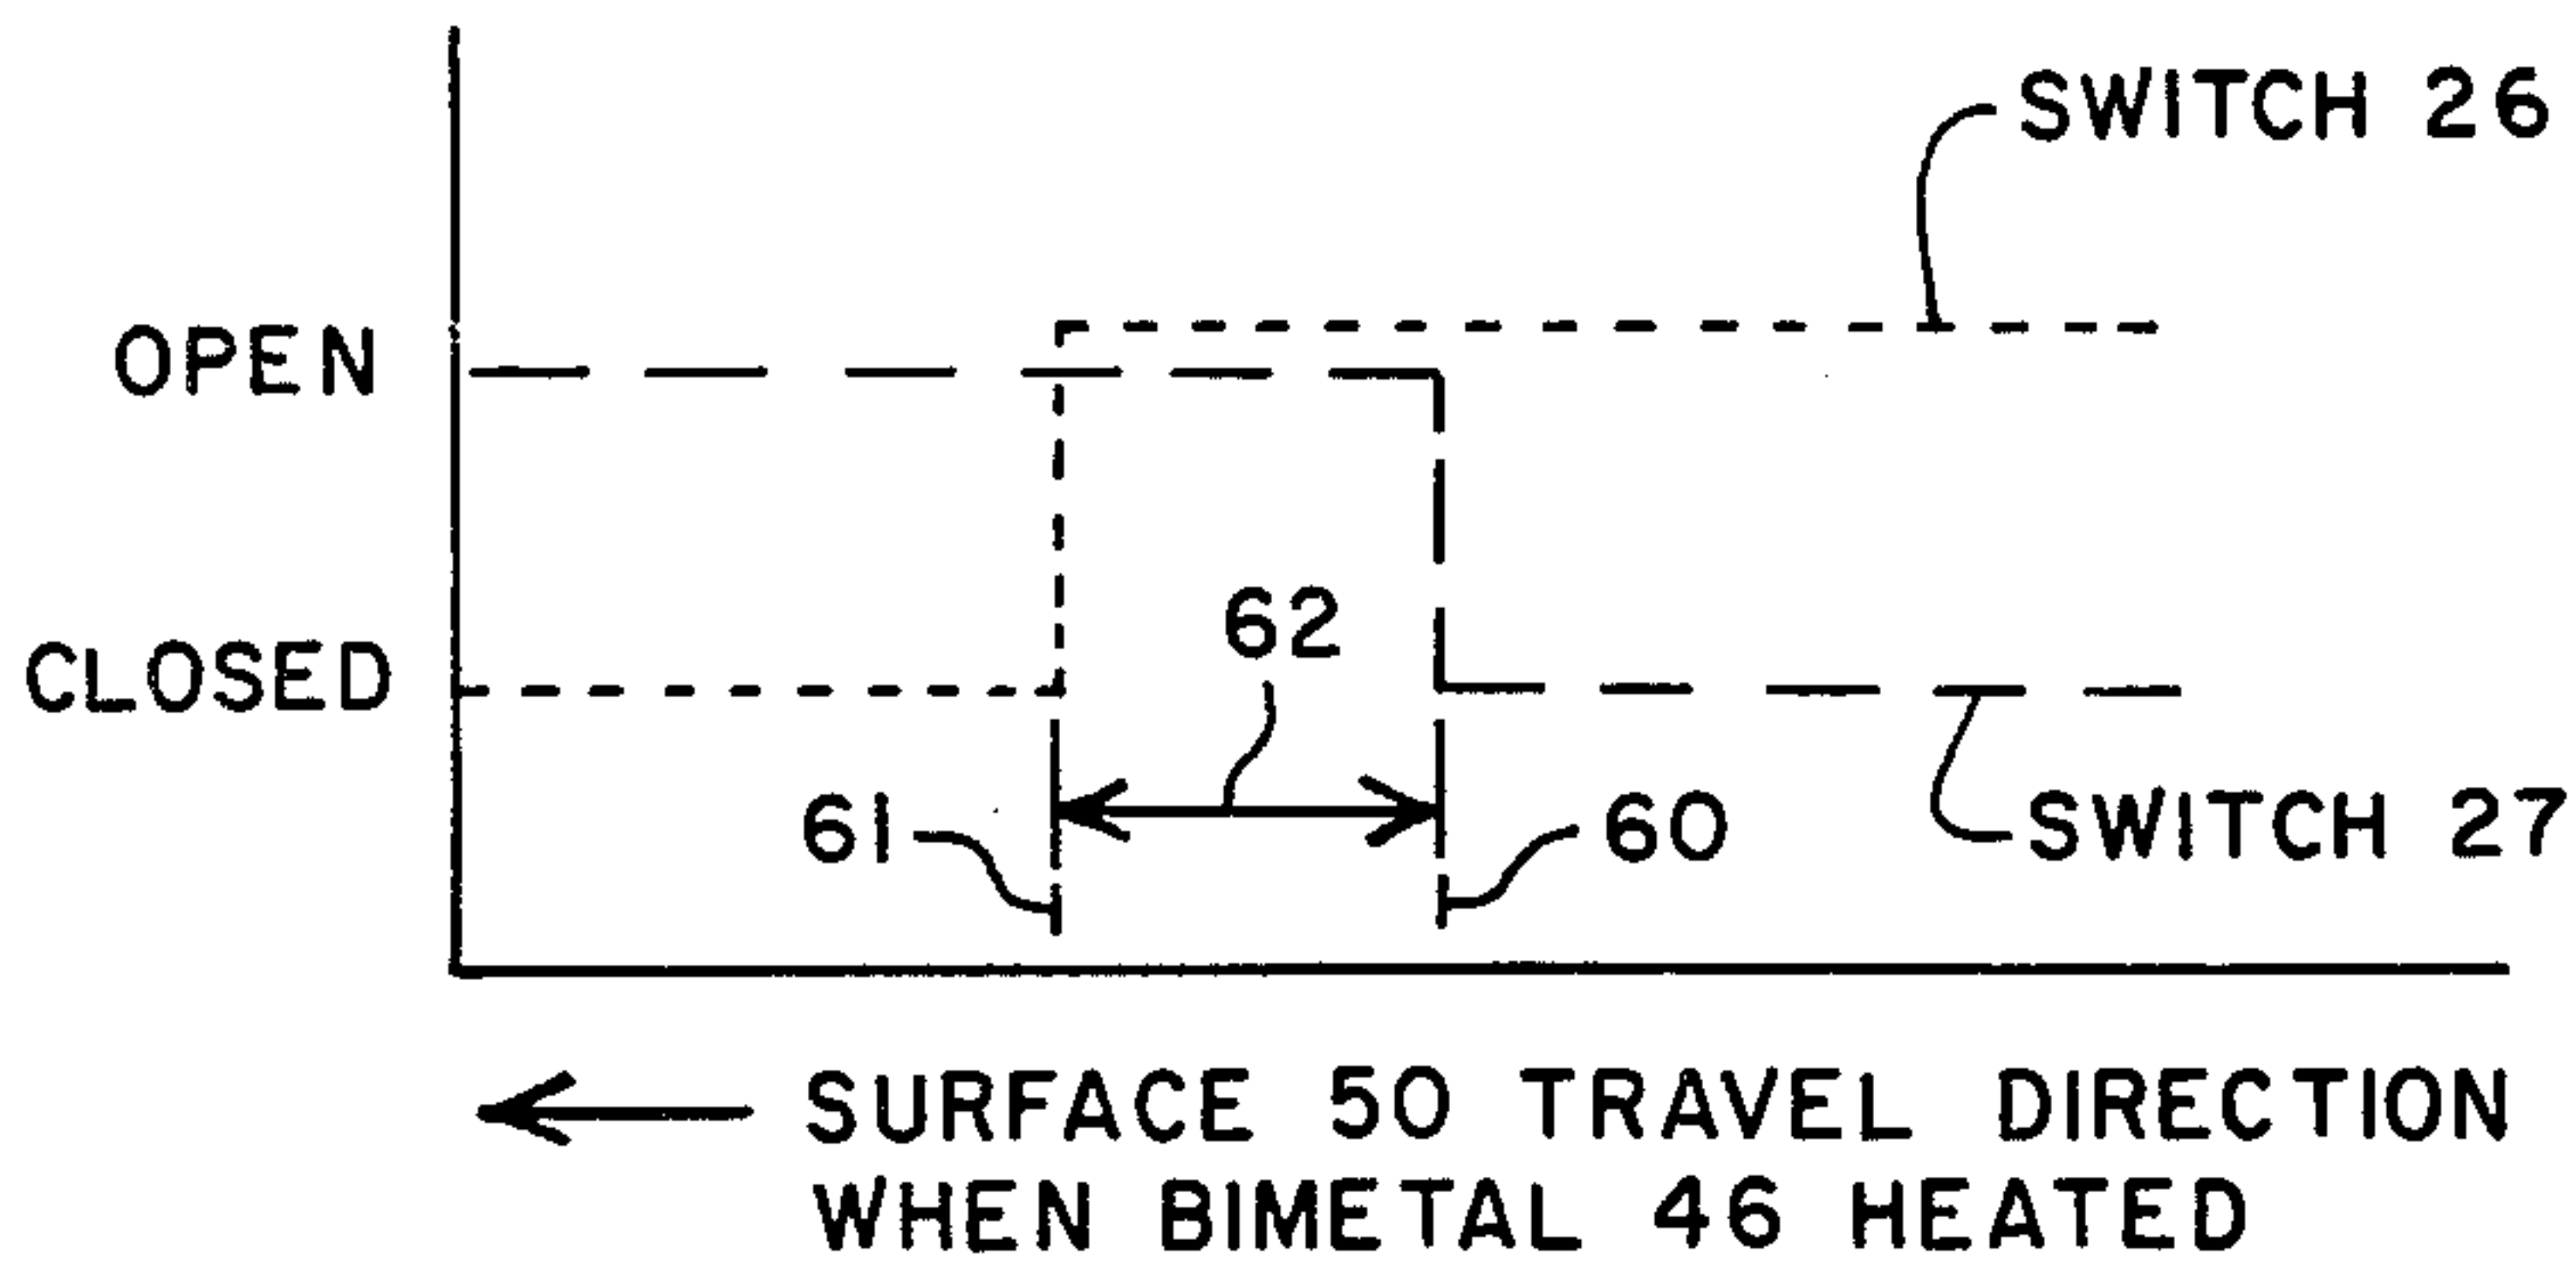 SWITCH 26
OPEN
CLOSED
62
61
60
SWITCH 27
SURFACE 50 TRAVEL DIRECTION
WHEN BIMETAL 46 HEATED